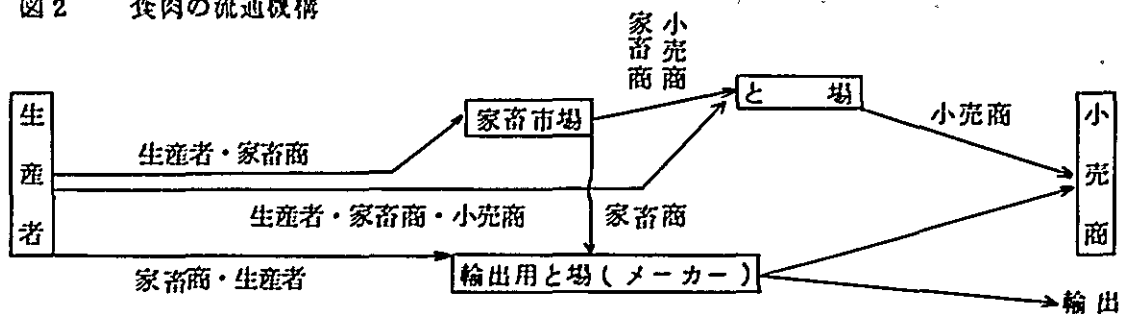 図2 食肉の流通機構
家畜商
小売商
と場
家畜市場
小売商
生産者
小売商
生産者・家畜商
生産者・家畜商・小売商
家畜商
家畜商・生産者
輸出用と場(メーカー)
輸出